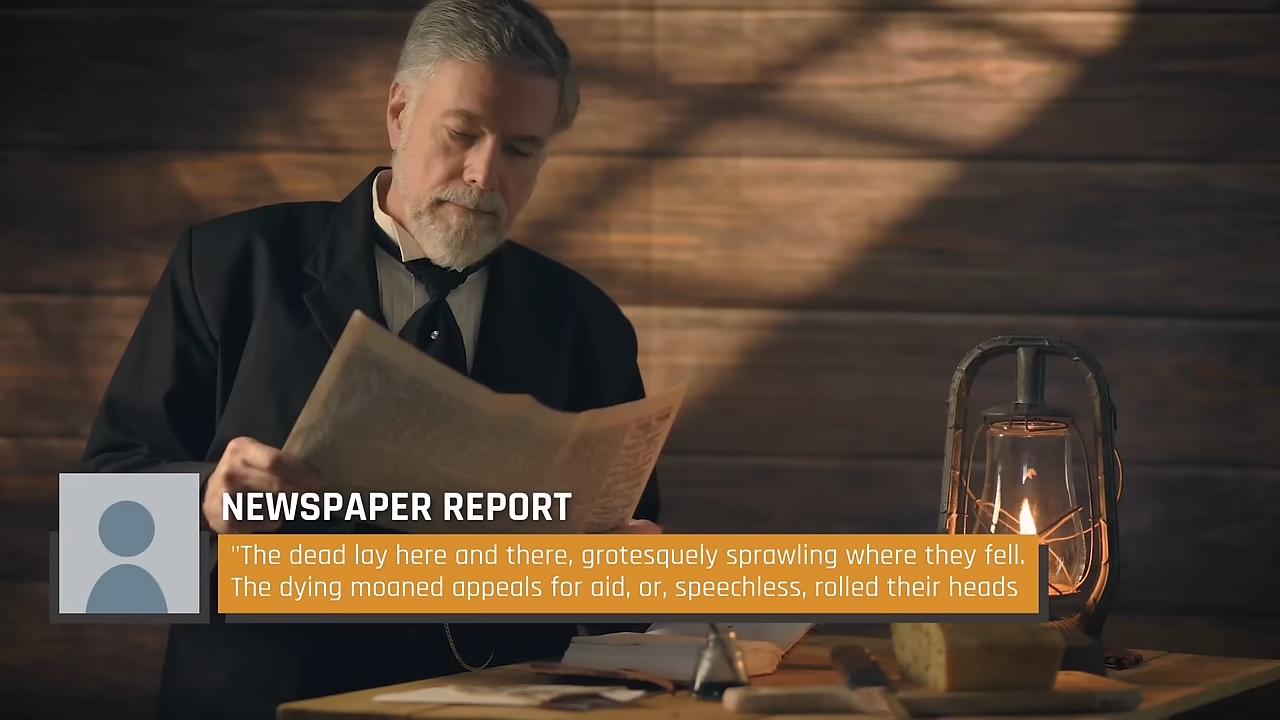 NEWSPAPER REPORT
"The dead lay here and there, grotesquely sprawling where they fell.
The dying moaned appeals for aid, or, speechless, rolled their heads